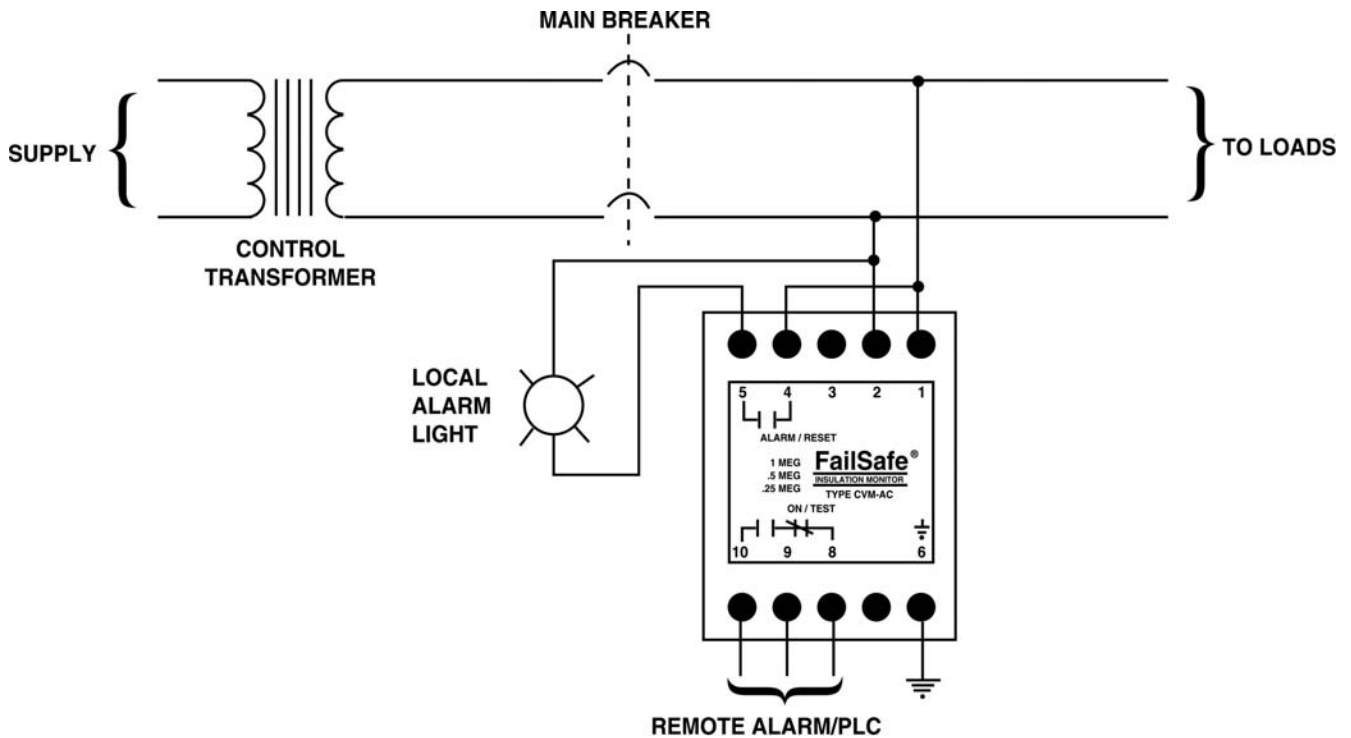 MAIN BREAKER
SUPPLY
TO LOADS
CONTROL
TRANSFORMER
LOCAL
ALARM
LIGHT
5 4 3 2 1
ALARM / RESET
1 MEG
.5 MEG
.25 MEG
FailSafe®
INSULATION MONITOR
TYPE CVM-AC
ON / TEST
10 9 8 6
REMOTE ALARM/PLC